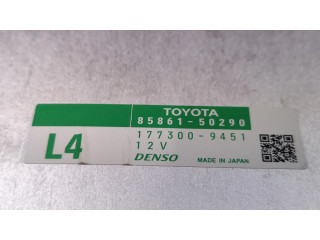 TOYOTA
85861-50290
L4
177300-9451
12V
DENSO
MADE IN JAPAN